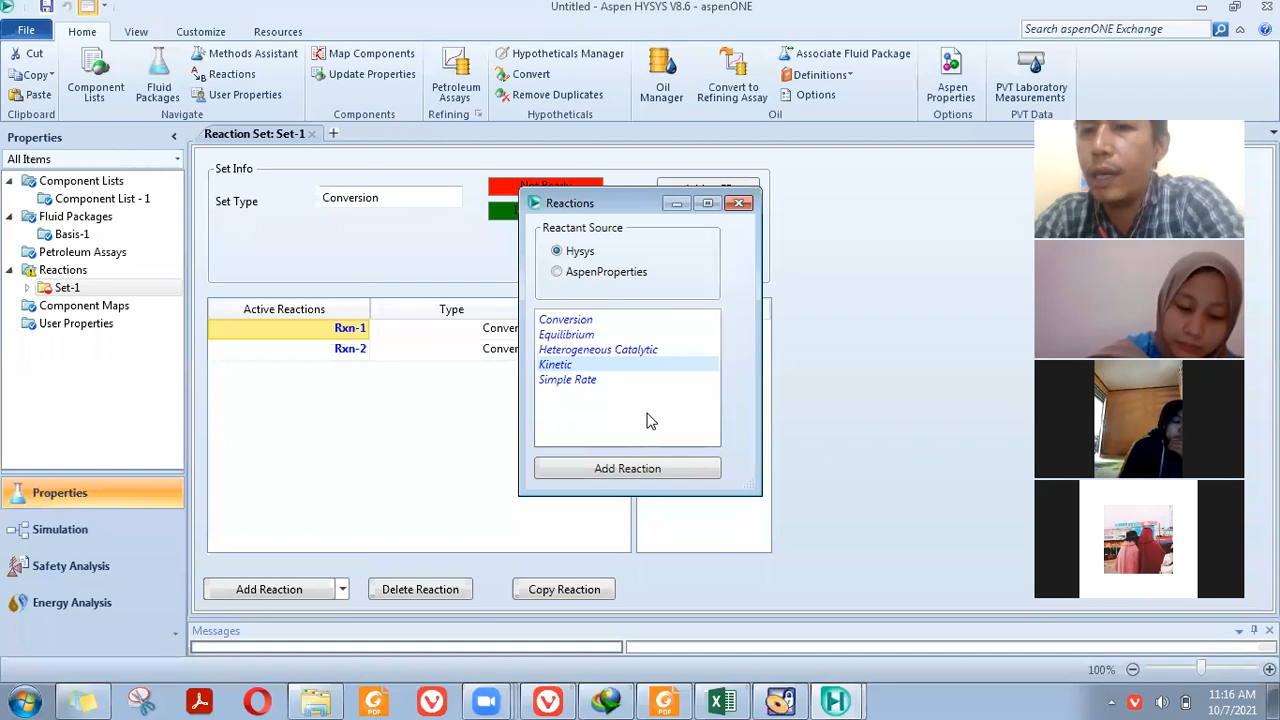 Untitled - Aspen HYSYS V8.6 - aspenONE
File
Home
View
Customize
Resources
Search aspenONE Exchange
Cut
Copy
Paste
Clipboard
Component Lists
Fluid Packages
Methods Assistant
Reactions
User Properties
Navigate
Map Components
Update Properties
Components
Petroleum Assays
Refining
Hypotheticals Manager
Convert
Remove Duplicates
Hypotheticals
Oil Manager
Convert to Refining Assay
Associate Fluid Package
Definitions
Options
Oil
Aspen Properties
Options
PVT Laboratory Measurements
PVT Data
Properties
All Items
Component Lists
Component List - 1
Fluid Packages
Basis-1
Petroleum Assays
Reactions
Set-1
Component Maps
User Properties
Properties
Simulation
Safety Analysis
Energy Analysis
Reaction Set: Set-1
Set Info
Set Type
Conversion
Active Reactions
Type
Rxn-1
Conver
Rxn-2
Conver
Reactions
Reactant Source
Hysys
AspenProperties
Conversion
Equilibrium
Heterogeneous Catalytic
Kinetic
Simple Rate
Add Reaction
Add Reaction
Delete Reaction
Copy Reaction
Messages
100%
11:16 AM
10/7/2021